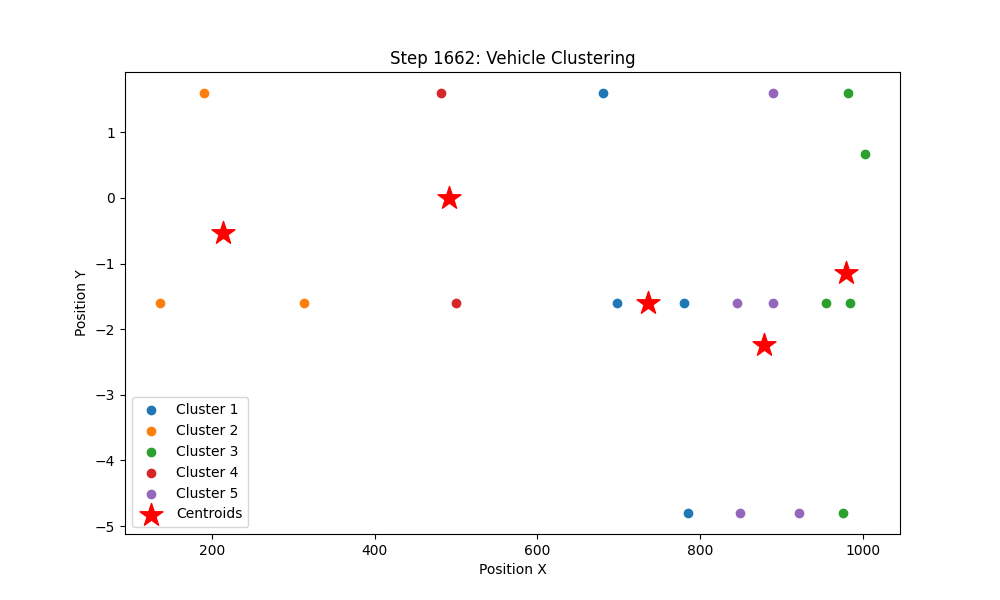 Step 1662: Vehicle Clustering
Position Y
1
0
−1
−2
−3
−4
−5
Cluster 1
Cluster 2
Cluster 3
Cluster 4
Cluster 5
Centroids
200
400
600
800
1000
Position X